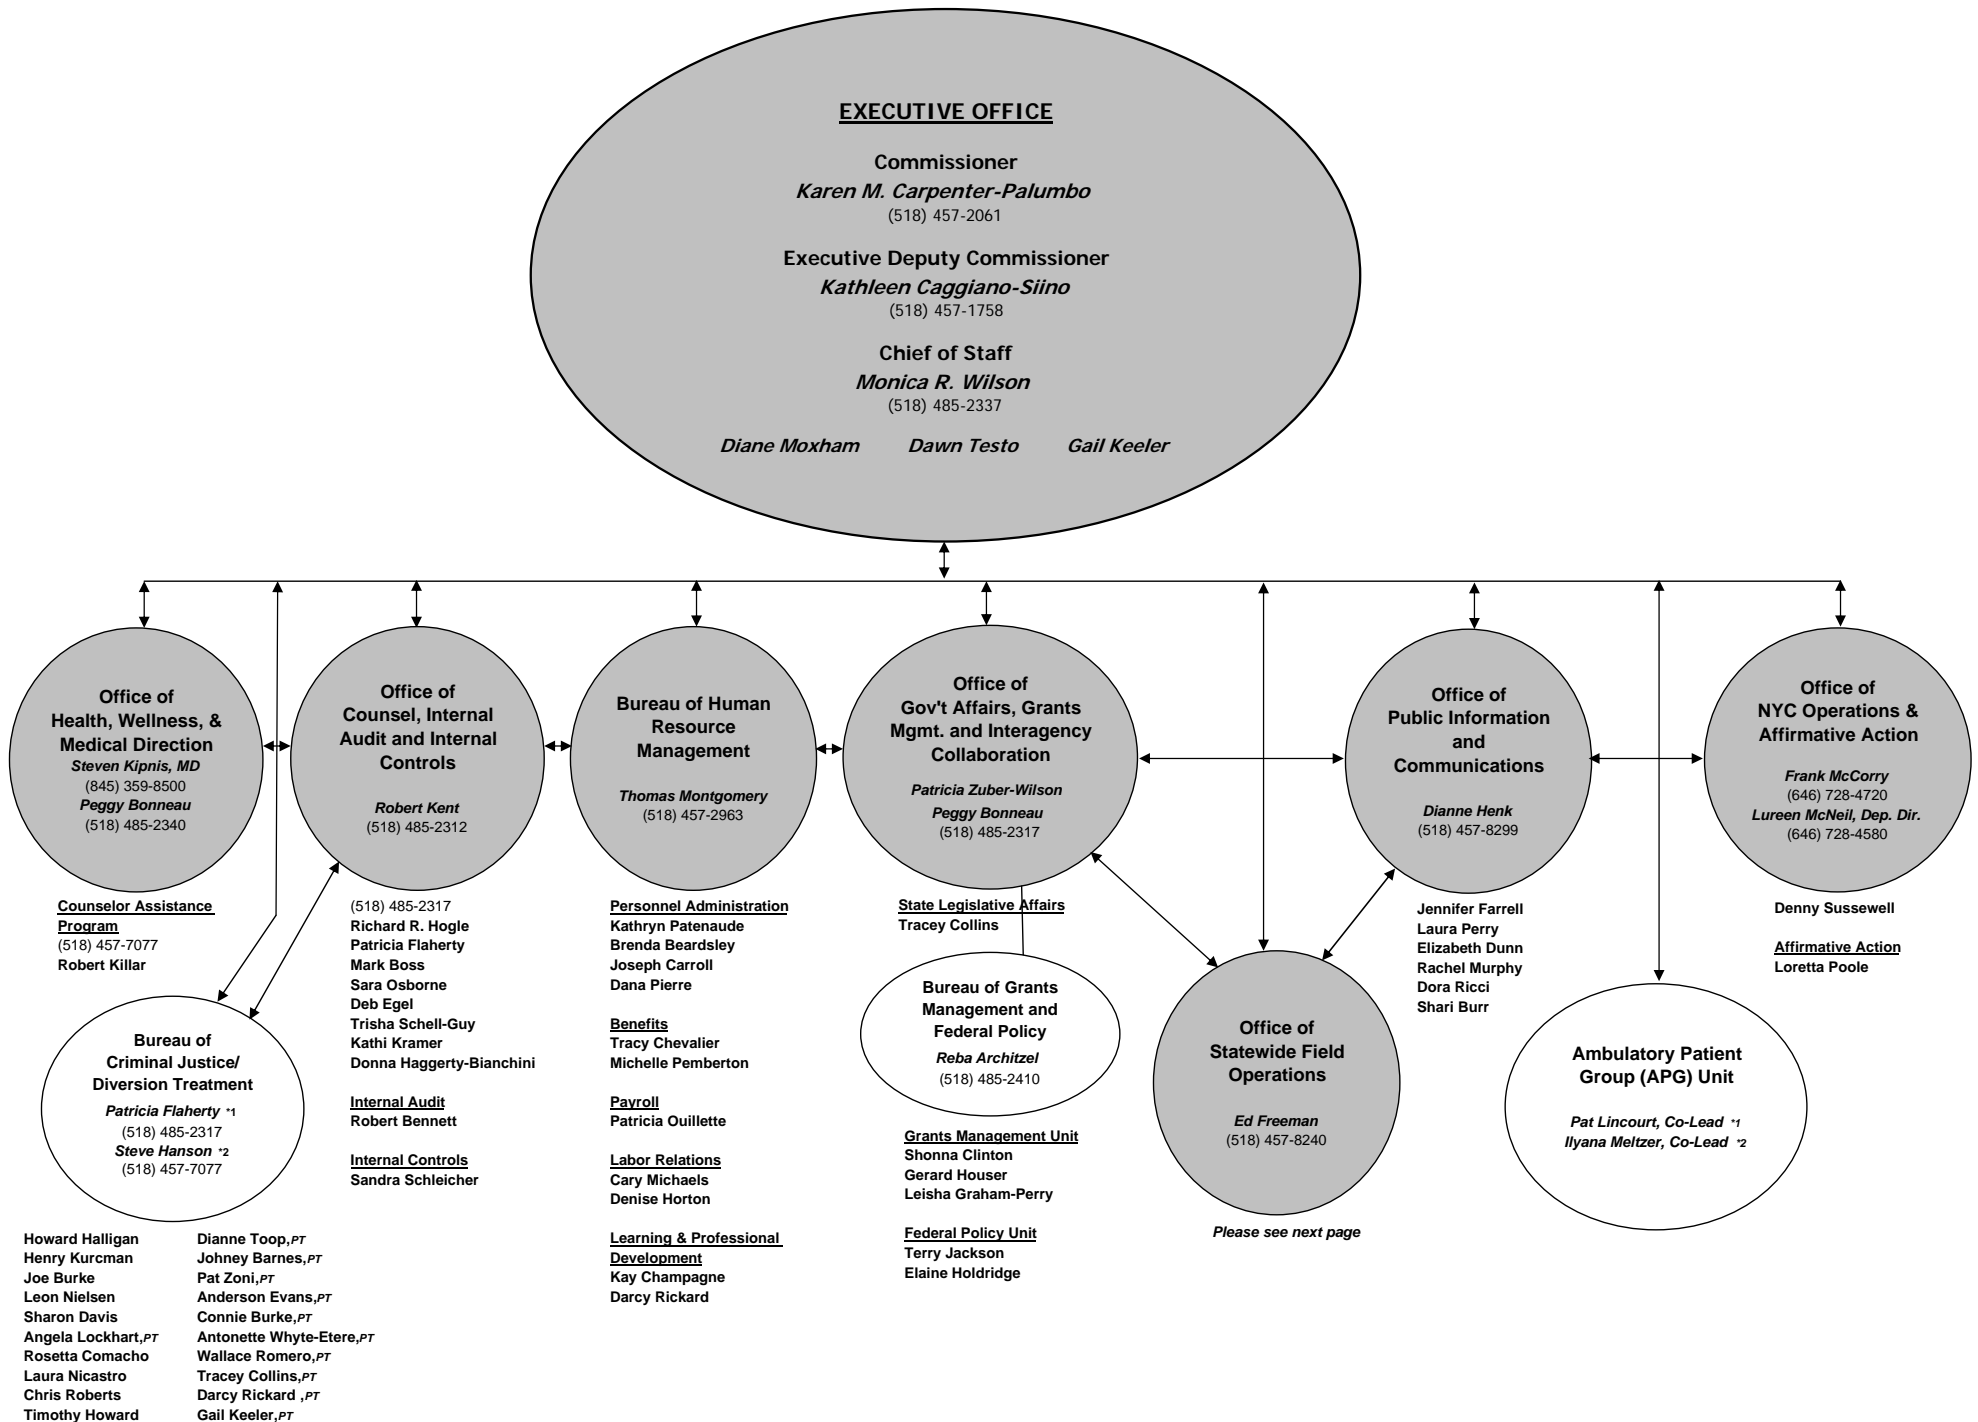 EXECUTIVE OFFICE
Commissioner
Karen M. Carpenter-Palumbo
(518) 457-2061
Executive Deputy Commissioner
Kathleen Caggiano-Siino
(518) 457-1758
Chief of Staff
Monica R. Wilson
(518) 485-2337
Diane Moxham Dawn Testo Gail Keeler
Office of
Health, Wellness, &
Medical Direction
Steven Kipnis, MD
(845) 359-8500
Peggy Bonneau
(518) 485-2340
Counselor Assistance
Program
(518) 457-7077
Robert Killar
Bureau of
Criminal Justice/
Diversion Treatment
Patricia Flaherty *1
(518) 485-2317
Steve Hanson *2
(518) 457-7077
Howard Halligan
Henry Kurcman
Joe Burke
Leon Nielsen
Sharon Davis
Angela Lockhart,PT
Rosetta Comacho
Laura Nicastro
Chris Roberts
Timothy Howard
Dianne Toop,PT
Johney Barnes,PT
Pat Zoni,PT
Anderson Evans,PT
Connie Burke,PT
Antonette Whyte-Etere,PT
Wallace Romero,PT
Tracey Collins,PT
Darcy Rickard ,PT
Gail Keeler,PT
Office of
Counsel, Internal
Audit and Internal
Controls
Robert Kent
(518) 485-2312
(518) 485-2317
Richard R. Hogle
Patricia Flaherty
Mark Boss
Sara Osborne
Deb Egel
Trisha Schell-Guy
Kathi Kramer
Donna Haggerty-Bianchini
Internal Audit
Robert Bennett
Internal Controls
Sandra Schleicher
Bureau of Human
Resource
Management
Thomas Montgomery
(518) 457-2963
Personnel Administration
Kathryn Patenaude
Brenda Beardsley
Joseph Carroll
Dana Pierre
Benefits
Tracy Chevalier
Michelle Pemberton
Payroll
Patricia Ouillette
Labor Relations
Cary Michaels
Denise Horton
Learning & Professional
Development
Kay Champagne
Darcy Rickard
Office of
Gov't Affairs, Grants
Mgmt. and Interagency
Collaboration
Patricia Zuber-Wilson
Peggy Bonneau
(518) 485-2317
State Legislative Affairs
Tracey Collins
Bureau of Grants
Management and
Federal Policy
Reba Architzel
(518) 485-2410
Grants Management Unit
Shonna Clinton
Gerard Houser
Leisha Graham-Perry
Federal Policy Unit
Terry Jackson
Elaine Holdridge
Office of
Statewide Field
Operations
Ed Freeman
(518) 457-8240
Please see next page
Office of
Public Information
and
Communications
Dianne Henk
(518) 457-8299
Jennifer Farrell
Laura Perry
Elizabeth Dunn
Rachel Murphy
Dora Ricci
Shari Burr
Ambulatory Patient
Group (APG) Unit
Pat Lincourt, Co-Lead *1
Ilyana Meltzer, Co-Lead *2
Office of
NYC Operations &
Affirmative Action
Frank McCorry
(646) 728-4720
Lureen McNeil, Dep. Dir.
(646) 728-4580
Denny Sussewell
Affirmative Action
Loretta Poole